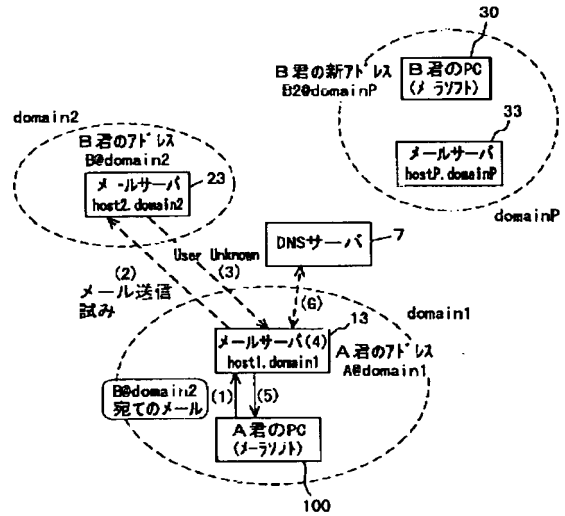 30
B君の新アドレス
B2@domainP
B君のPC
(メーラソフト)
33
メールサーバ
hostP.domainP
domainP
domain2
B君のアドレス
B@domain2
メールサーバ
host2.domain2
23
User Unknown
(3)
(2)
メール送信
試み
DNSサーバ
7
(6)
domain1
13
メールサーバ(4)
host1.domain1
A君のアドレス
A@domain1
B@domain2
宛てのメール
(1)
(5)
A君のPC
(メーラソフト)
100